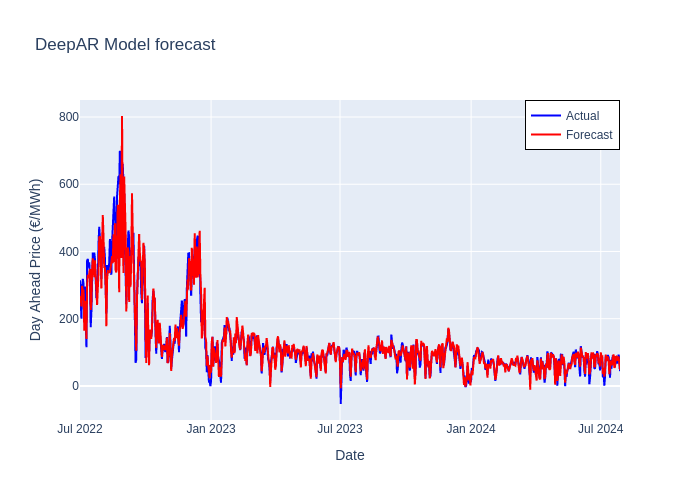 DeepAR Model forecast
Actual
Forecast
800
600
400
200
0
Day Ahead Price (€/MWh)
Jul 2022
Jan 2023
Jul 2023
Jan 2024
Jul 2024
Date